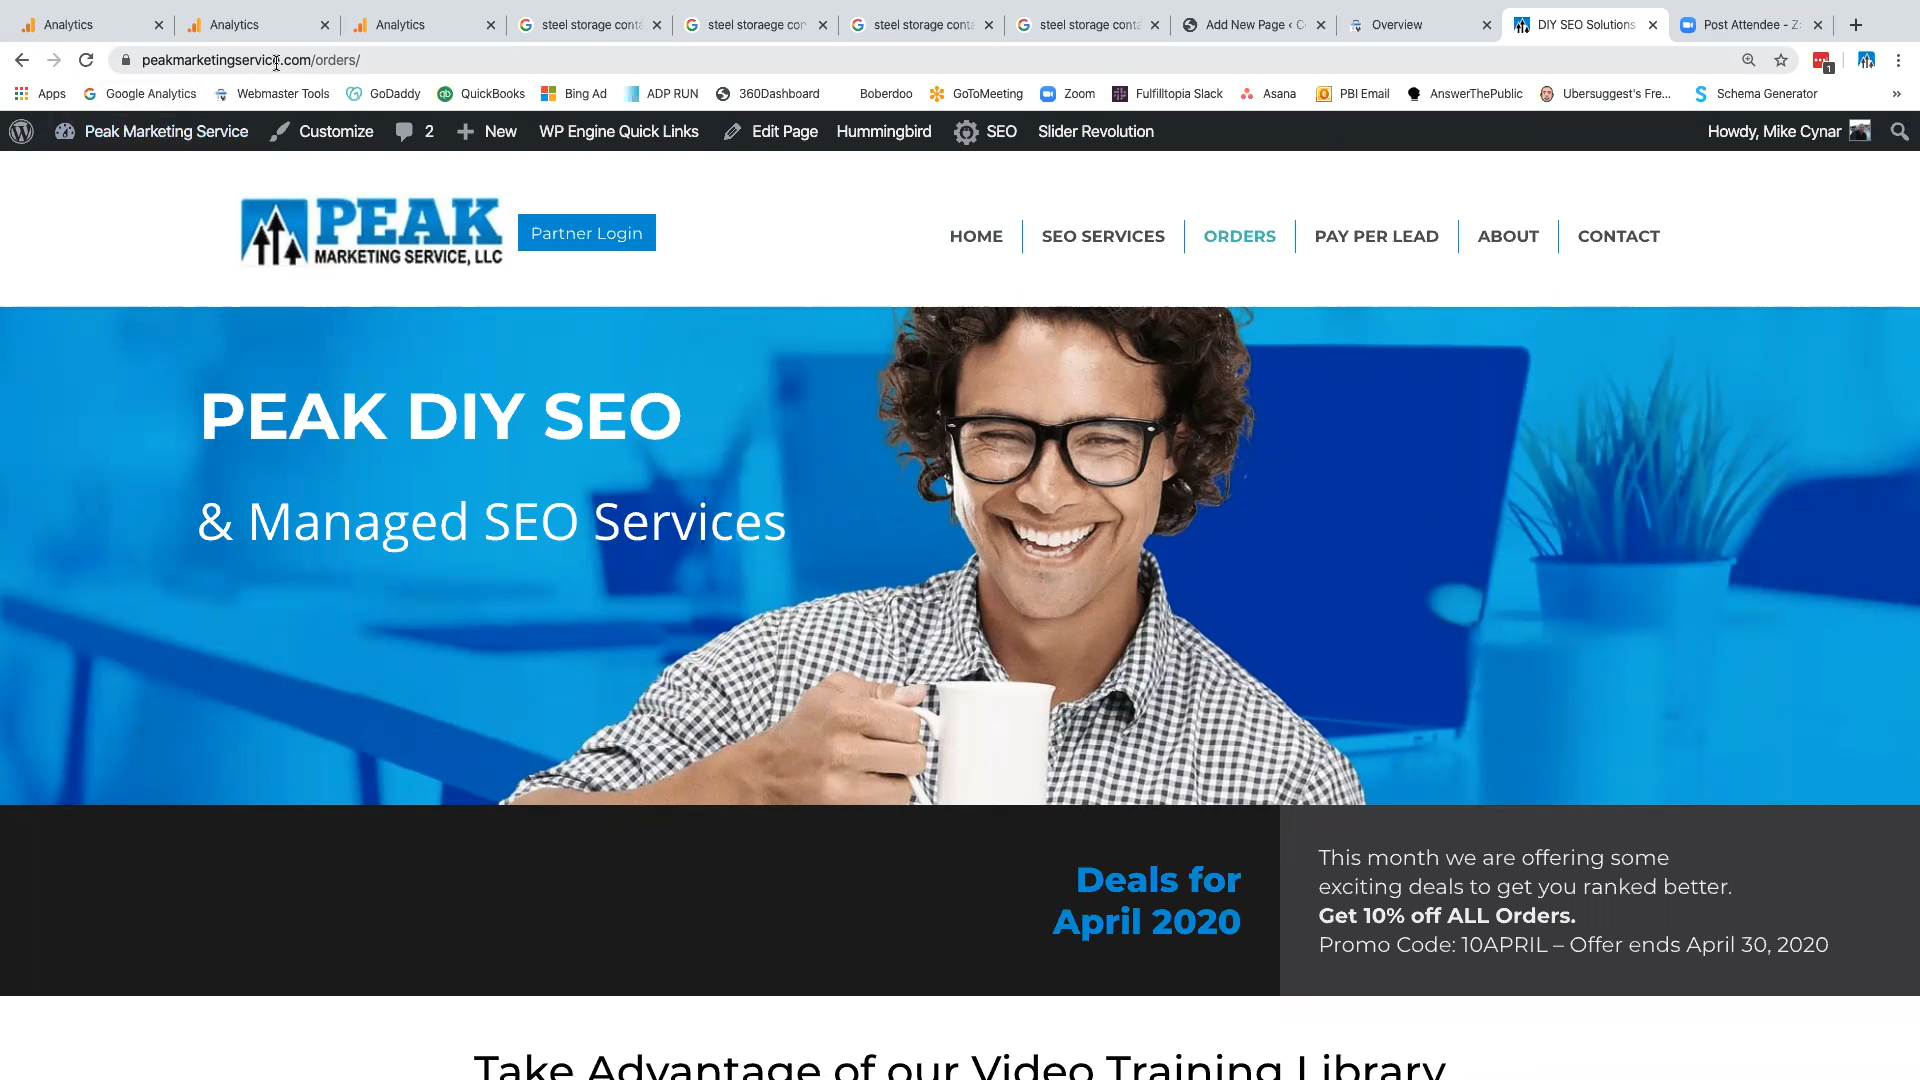 Analytics
Analytics
Analytics
steel storage conta
steel storaege con
steel storage conta
steel storage conta
Add New Page ‹ C
Overview
DIY SEO Solutions
Post Attendee - Z
peakmarketingservice.com/orders/
1
Apps
Google Analytics
Webmaster Tools
GoDaddy
QuickBooks
Bing Ad
ADP RUN
360Dashboard
Boberdoo
GoToMeeting
Zoom
Fulfilltopia Slack
Asana
PBI Email
AnswerThePublic
Ubersuggest's Fre...
Schema Generator
»
Peak Marketing Service
Customize
2
New
WP Engine Quick Links
Edit Page
Hummingbird
SEO
Slider Revolution
Howdy, Mike Cynar
PEAK
MARKETING SERVICE, LLC
Partner Login
HOME
SEO SERVICES
ORDERS
PAY PER LEAD
ABOUT
CONTACT
PEAK DIY SEO
& Managed SEO Services
Deals for
April 2020
This month we are offering some
exciting deals to get you ranked better.
Get 10% off ALL Orders.
Promo Code: 10APRIL – Offer ends April 30, 2020
Take Advantage of our Video Training Library